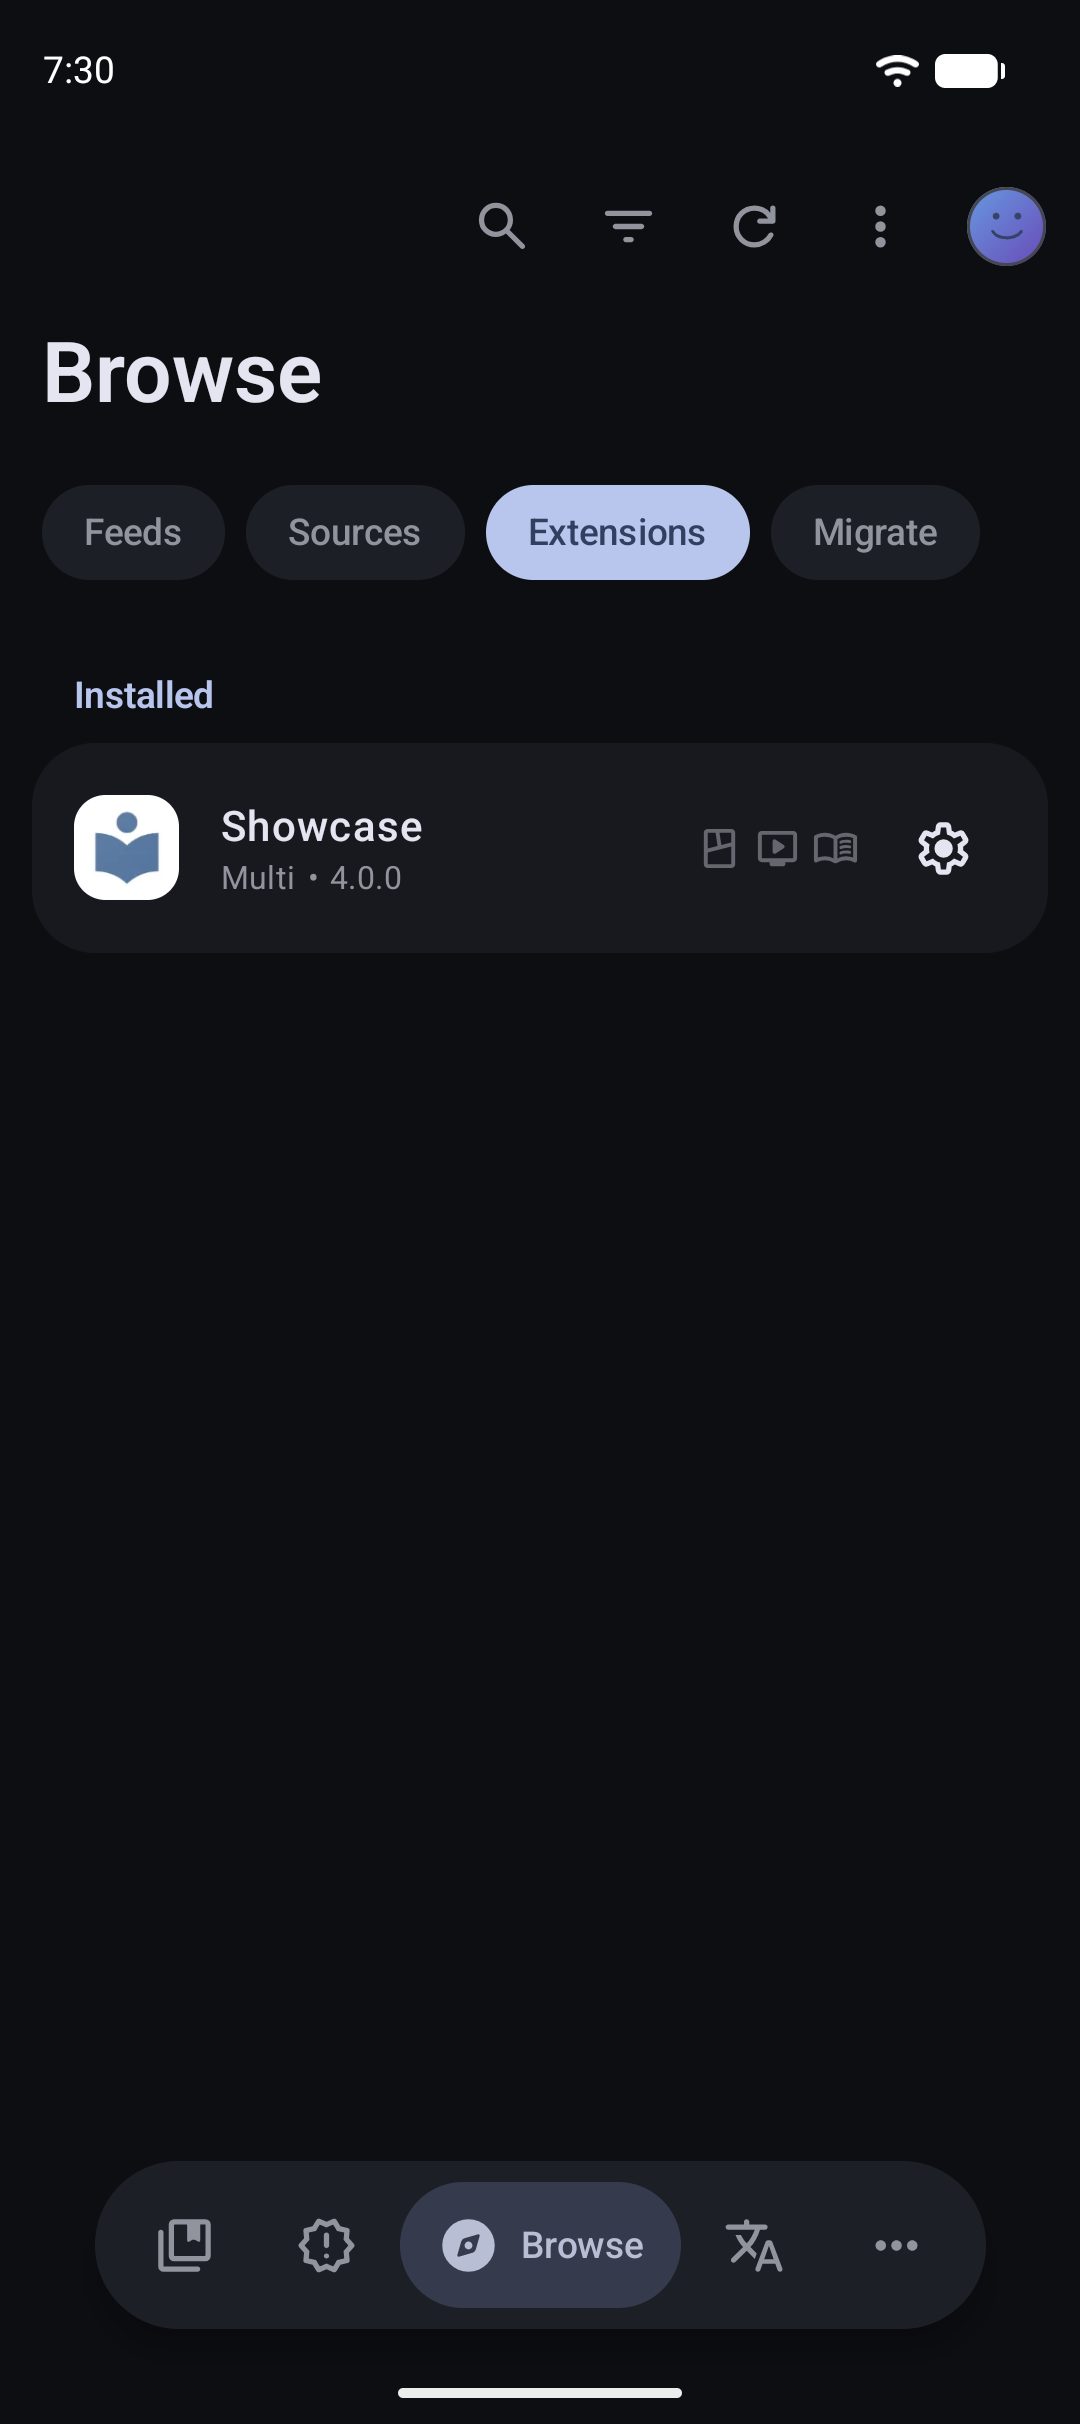 7:30
Browse
Feeds
Sources
Extensions
Migrate
Installed
Showcase
Multi • 4.0.0
Browse